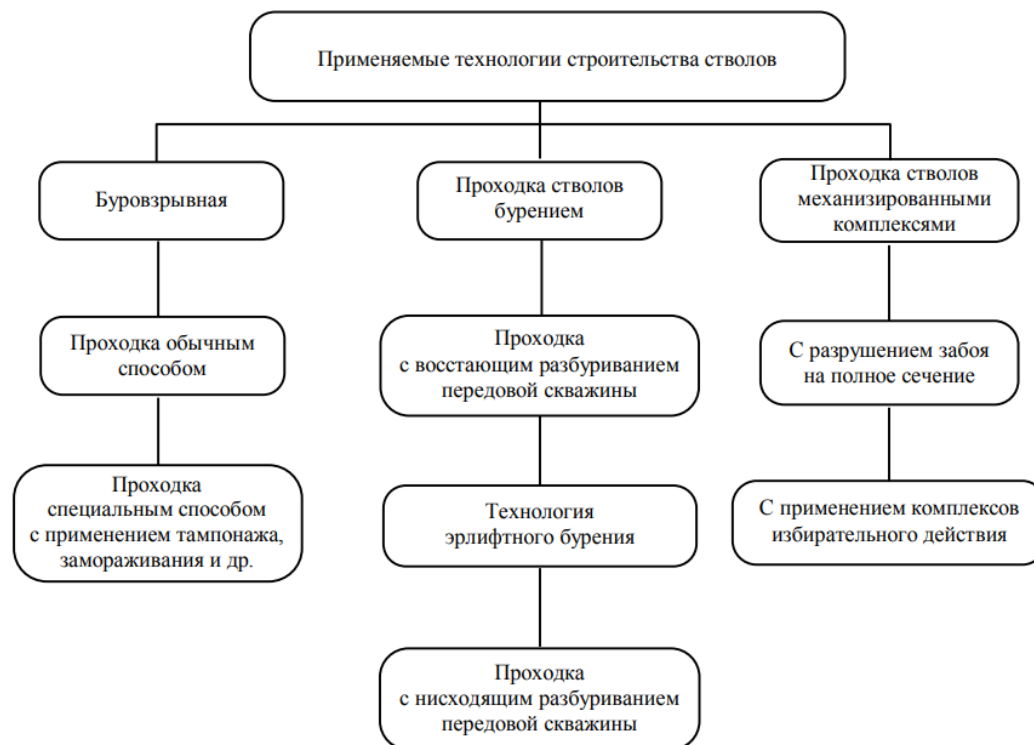 Применяемые технологии строительства стволов
Буровзрывная
Проходка стволов
бурением
Проходка стволов
механизированными
комплексями
Проходка обычным
способом
Проходка
с восстающим разбуриванием
передовой скважины
С разрушением забоя
на полное сечение
Проходка
специальным способом
с применением тампонажа,
замораживания и др.
Технология
эрлифтного бурения
С применением комплексов
избирательного действия
Проходка
с нисходящим разбуриванием
передовой скважины